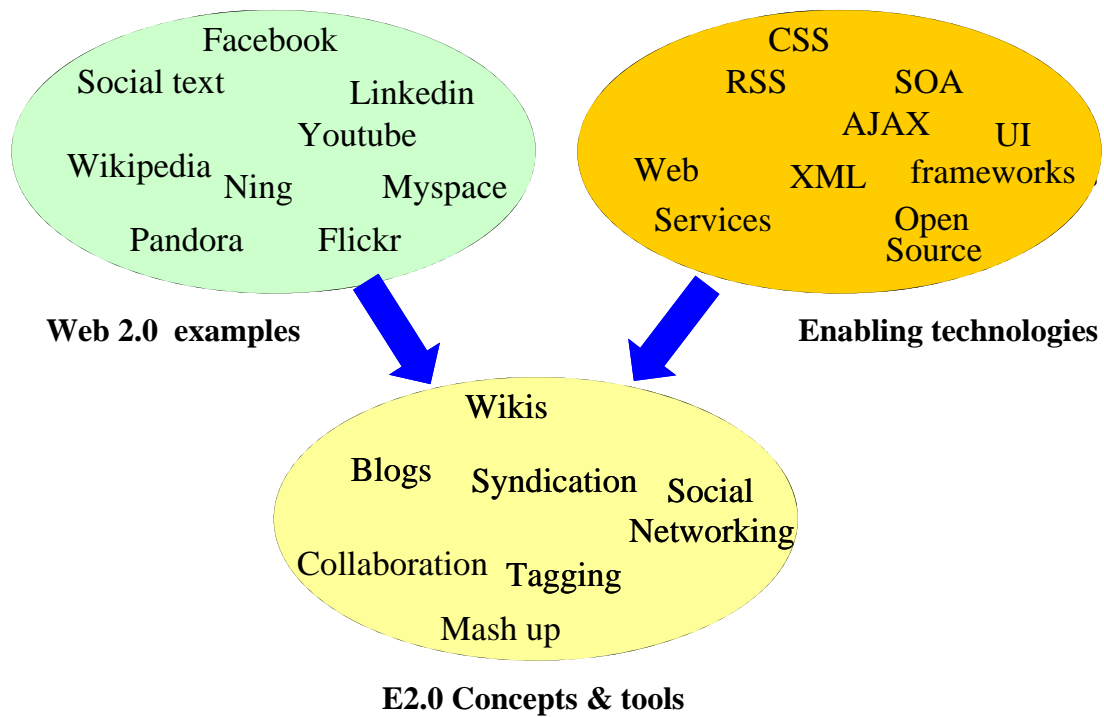 Facebook
Social text
Linkedin
Youtube
Wikipedia
Ning
Myspace
Pandora
Flickr
Web 2.0 examples
CSS
RSS
SOA
AJAX
UI
frameworks
Web
Services
XML
Open
Source
Enabling technologies
Wikis
Blogs
Syndication
Social
Networking
Collaboration
Tagging
Mash up
E2.0 Concepts & tools